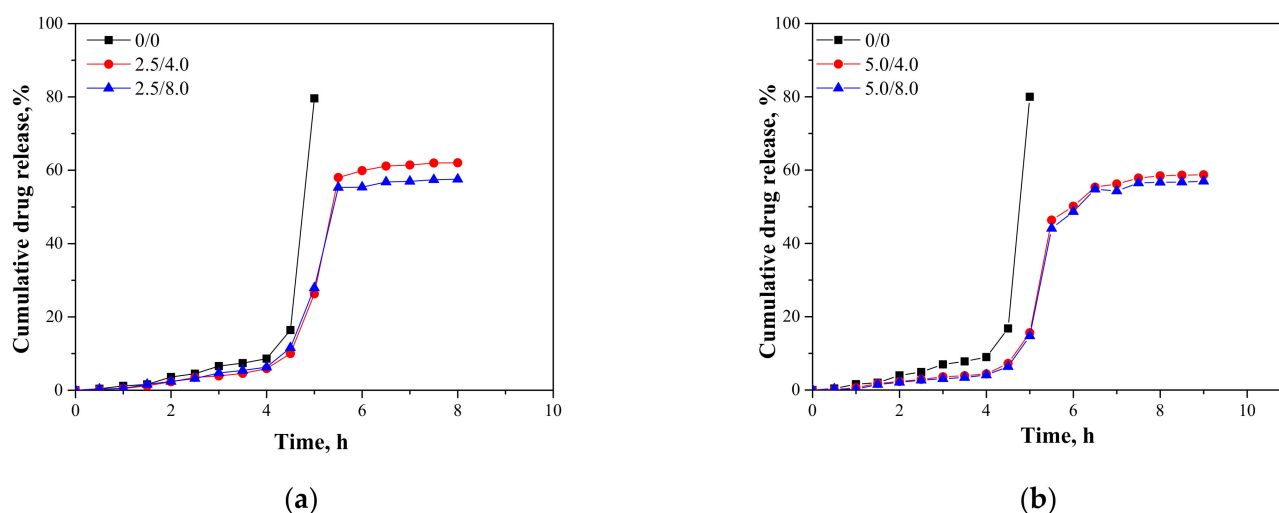 Cumulative drug release,%
100
80
60
40
20
0
0/0
2.5/4.0
2.5/8.0
0 2 4 6 8 10
Time, h
(a)
Cumulative drug release, %
100
80
60
40
20
0
0/0
5.0/4.0
5.0/8.0
0 2 4 6 8 10
Time, h
(b)